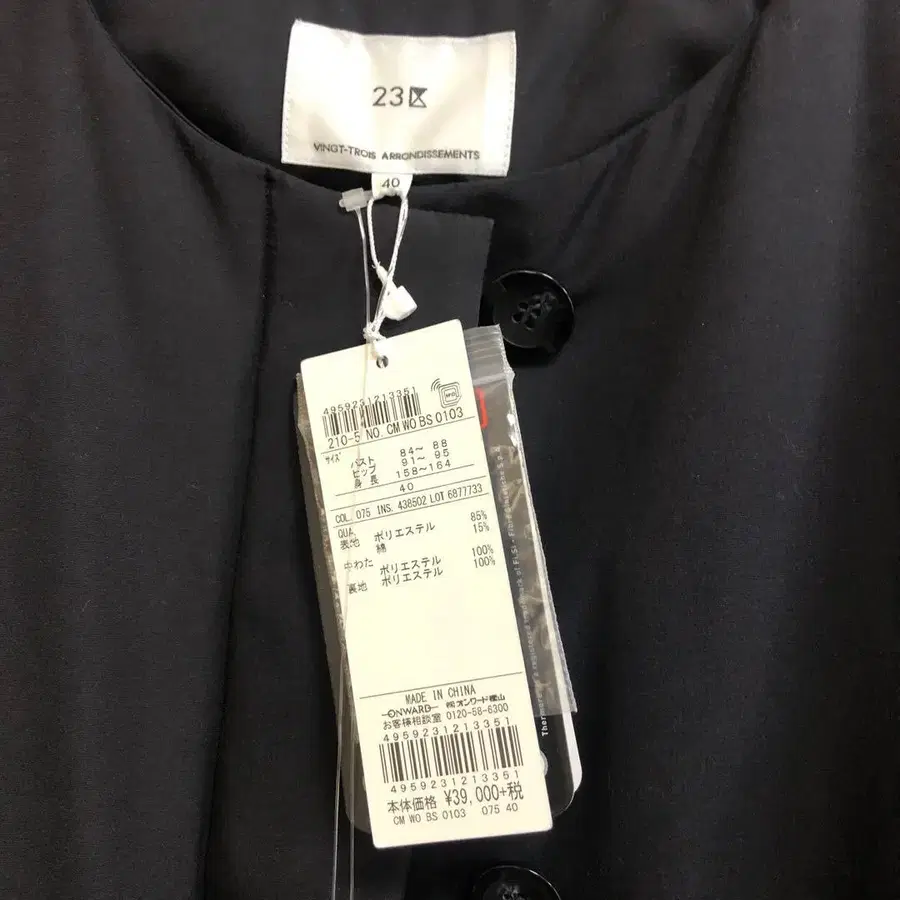 23区
VINGT-TROIS ARRONDISSEMENTS
40
4959231213351
210-5 NO. CM WO BS 0103
サイズ
バスト 84～ 88
ヒップ 91～ 95
身長 158～164
40
COL. 075 INS. 438502 LOT 6877733
QUA.
表地 ポリエステル 85%
綿 15%
中わた ポリエステル 100%
裏地 ポリエステル 100%
MADE IN CHINA
ONWARD ㈱オンワード樫山
お客様相談室 0120-58-6300
4959231213351
4959231213351
本体価格 ¥39,000+税
CM WO BS 0103 075 40